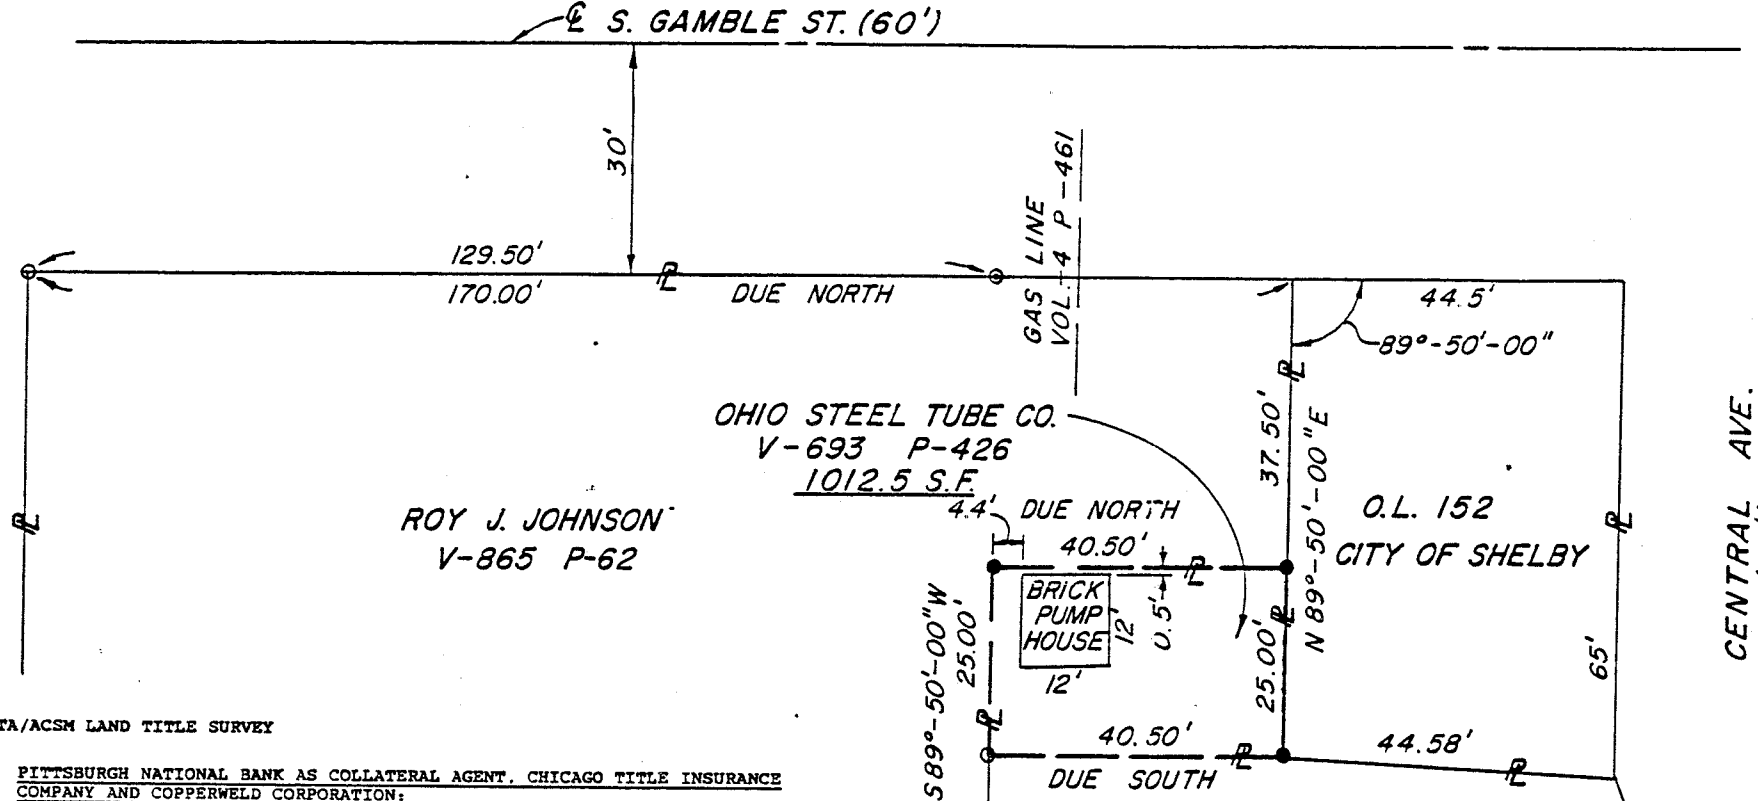 ℄ S. GAMBLE ST. (60')
30'
129.50'
170.00'
℄ DUE NORTH
GAS LINE
VOL.-4 P-461
44.5'
89°-50'-00"
OHIO STEEL TUBE CO.
V-693 P-426
1012.5 S.F.
37.50'
N 89°-50'-00"E
ROY J. JOHNSON
V-865 P-62
4.4'
DUE NORTH
40.50'
O.L. 152
CITY OF SHELBY
CENTRAL AVE.
BRICK
PUMP
HOUSE
12'
0.5'
12'
S 89°-50'-00"W
25.00'
25.00'
65'
40.50'
DUE SOUTH
44.58'
TA/ACSM LAND TITLE SURVEY
PITTSBURGH NATIONAL BANK AS COLLATERAL AGENT, CHICAGO TITLE INSURANCE
COMPANY AND COPPERWELD CORPORATION: